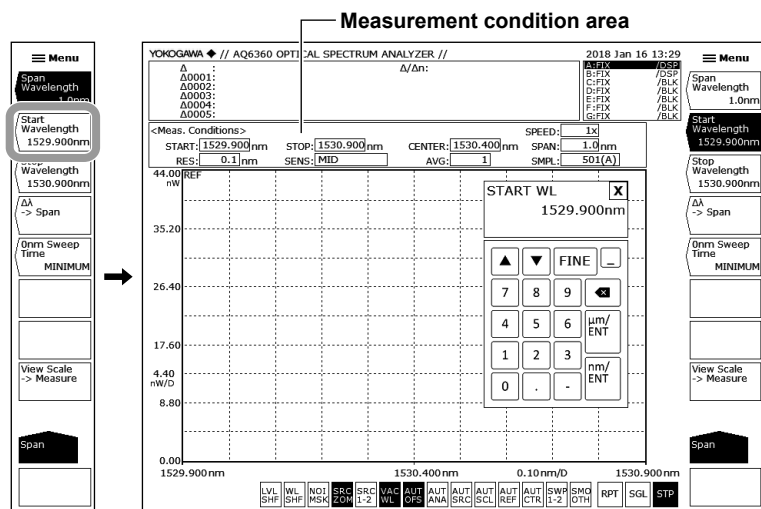 Measurement condition area
Menu
Span
Wavelength
1.0nm
Start
Wavelength
1529.900nm
Stop
Wavelength
1530.900nm
Δλ
-> Span
0nm Sweep
Time
MINIMUM
View Scale
-> Measure
Span
YOKOGAWA ◆ // AQ6360 OPTICAL SPECTRUM ANALYZER //
2018 Jan 16 13:29
Δ :
Δ/Δn:
Δ0001:
Δ0002:
Δ0003:
Δ0004:
Δ0005:
A:FIX /DSP
B:FIX /DSP
C:FIX /BLK
D:FIX /BLK
E:FIX /BLK
F:FIX /BLK
G:FIX /BLK
<Meas. Conditions>
SPEED: 1x
START: 1529.900 nm STOP: 1530.900 nm CENTER: 1530.400 nm SPAN: 1.0 nm
RES: 0.1 nm SENS: MID AVG: 1 SMPL: 501(A)
44.00 REF
nW
35.20
26.40
17.60
4.40
nW/D
8.80
0.00
1529.900nm 1530.400nm 0.10nm/D 1530.900nm
START WL X
1529.900nm
▲ ▼ FINE _
7 8 9
4 5 6 µm/
ENT
1 2 3
nm/
ENT
0 . -
LVL SHF
WL SHF
NOI MSK
SRC ZOM
SRC 1-2
VAC WL
AUT OFS
AUT ANA
AUT SRC
AUT SCL
AUT REF
AUT CTR
SWP 1-2
SMO OTH
RPT
SGL
STP
Menu
Span
Wavelength
1.0nm
Start
Wavelength
1529.900nm
Stop
Wavelength
1530.900nm
Δλ
-> Span
0nm Sweep
Time
MINIMUM
View Scale
-> Measure
Span